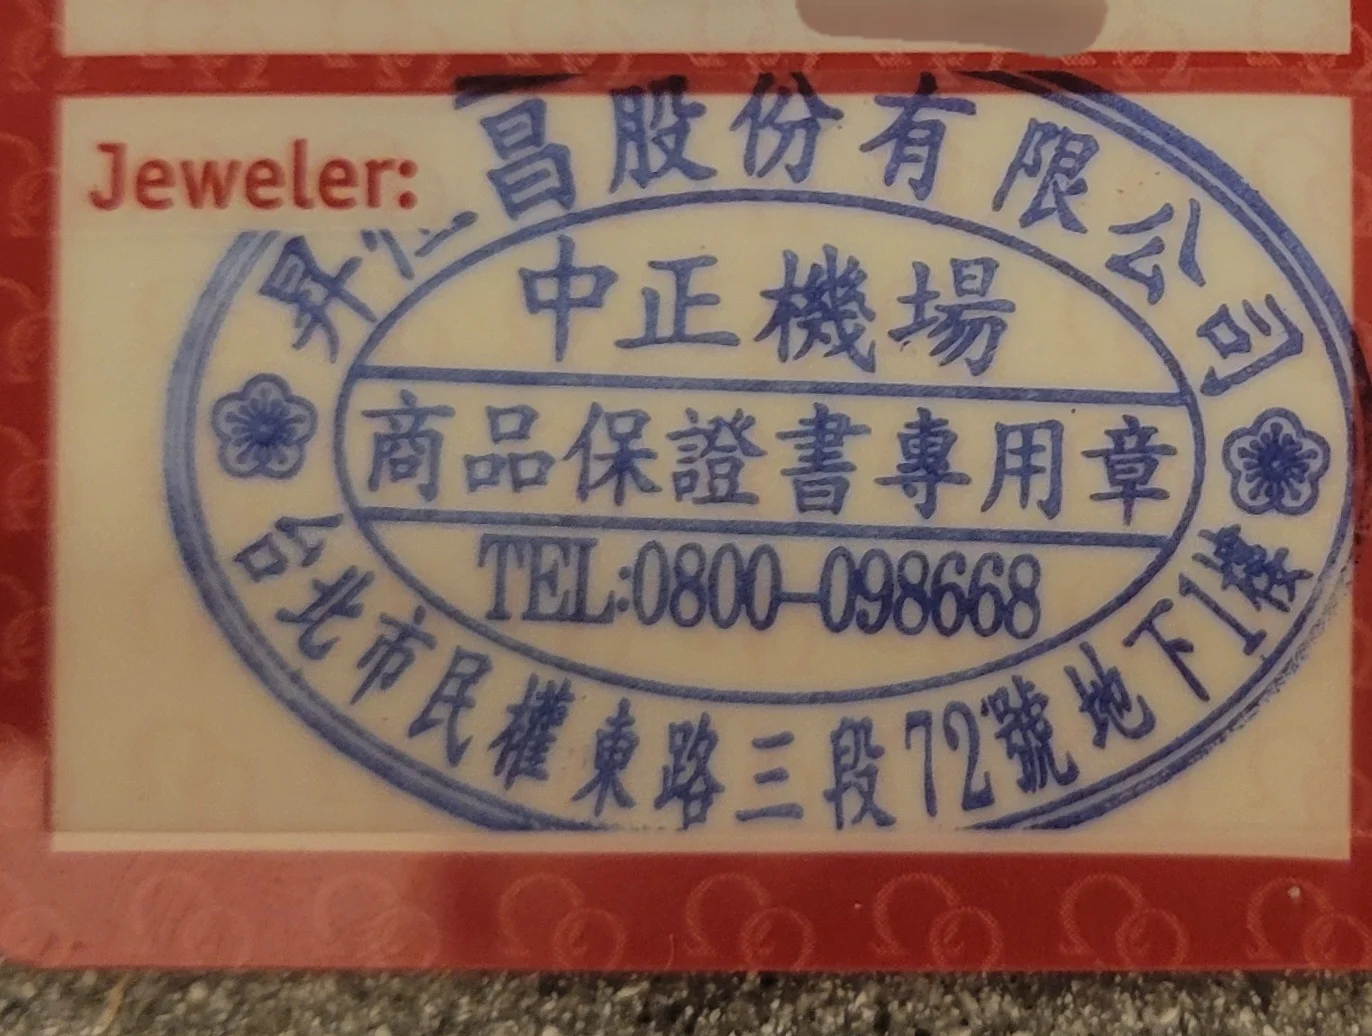 Jeweler:
昇恆昌股份有限公司
中正機場
商品保證書專用章
TEL:0800-098668
台北市民權東路三段72號地下1樓